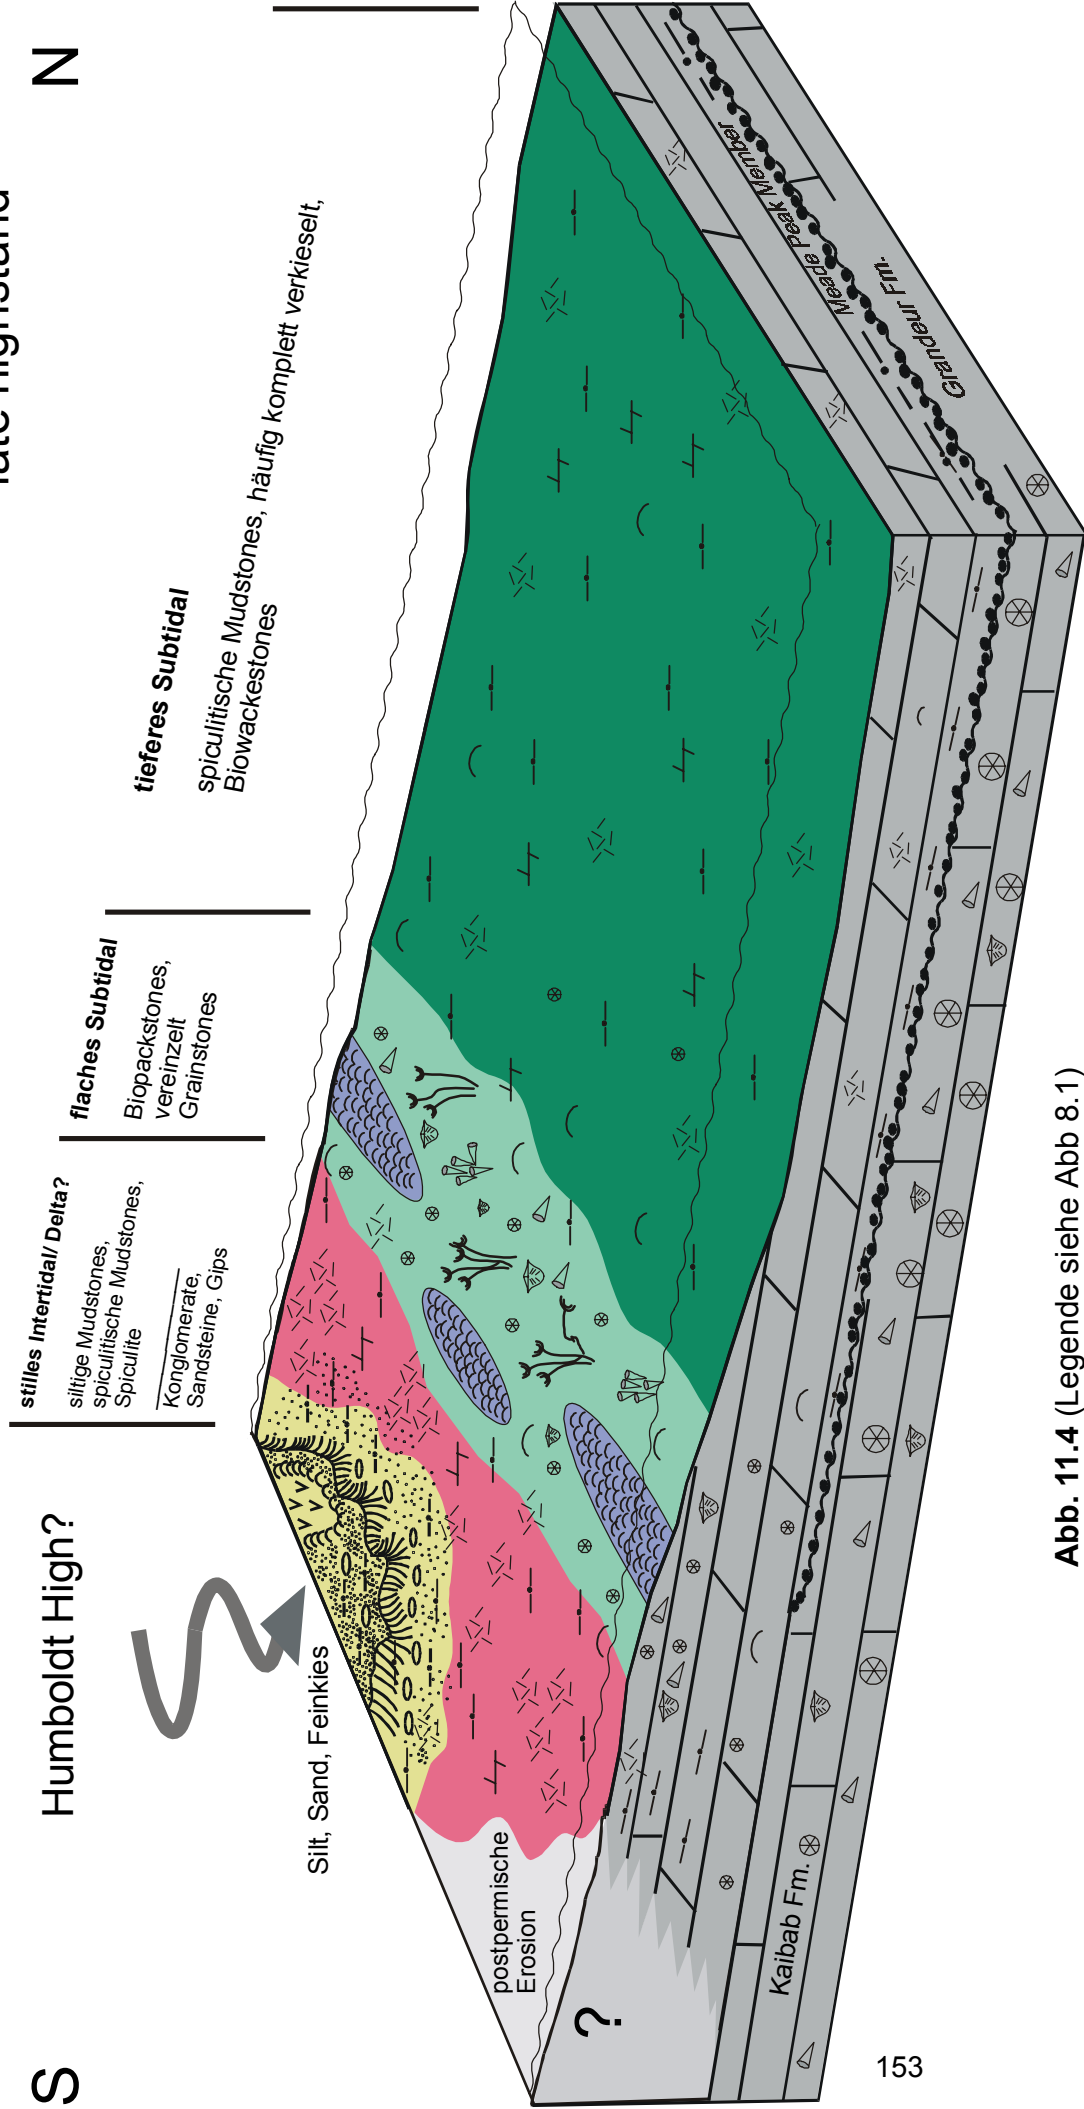 late highstand
S
N
Humboldt High?
Silt, Sand, Feinkies
stilles Intertidal/ Delta?
siltige Mudstones,
spiculitische Mudstones,
Spiculite
Konglomerate,
Sandsteine, Gips
flaches Subtidal
Biopackstones,
vereinzelt
Grainstones
tieferes Subtidal
spiculitische Mudstones, häufig komplett verkieselt,
Biowackestones
postpermische
Erosion
?
Kaibab Fm.
Meade Peak Member
Grandeur Fm.
Abb. 11.4 (Legende siehe Abb 8.1)
153